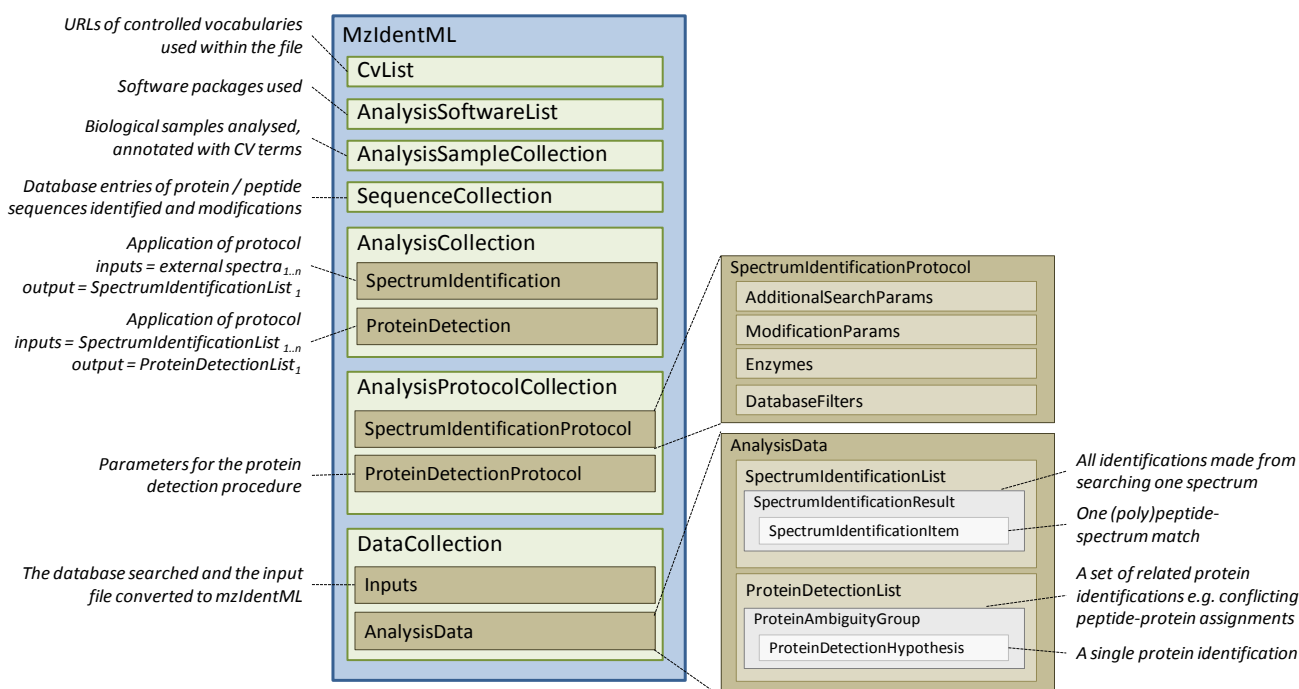 URLs of controlled vocabularies
used within the file
Software packages used
Biological samples analysed,
annotated with CV terms
Database entries of protein / peptide
sequences identified and modifications
Application of protocol
inputs = external spectra1..n
output = SpectrumIdentificationList 1
Application of protocol
inputs = SpectrumIdentificationList 1..n
output = ProteinDetectionList1
Parameters for the protein
detection procedure
The database searched and the input
file converted to mzIdentML
MzIdentML
CvList
AnalysisSoftwareList
AnalysisSampleCollection
SequenceCollection
AnalysisCollection
SpectrumIdentification
ProteinDetection
AnalysisProtocolCollection
SpectrumIdentificationProtocol
ProteinDetectionProtocol
DataCollection
Inputs
AnalysisData
SpectrumIdentificationProtocol
AdditionalSearchParams
ModificationParams
Enzymes
DatabaseFilters
AnalysisData
SpectrumIdentificationList
SpectrumIdentificationResult
SpectrumIdentificationItem
ProteinDetectionList
ProteinAmbiguityGroup
ProteinDetectionHypothesis
All identifications made from
searching one spectrum
One (poly)peptide-
spectrum match
A set of related protein
identifications e.g. conflicting
peptide-protein assignments
A single protein identification